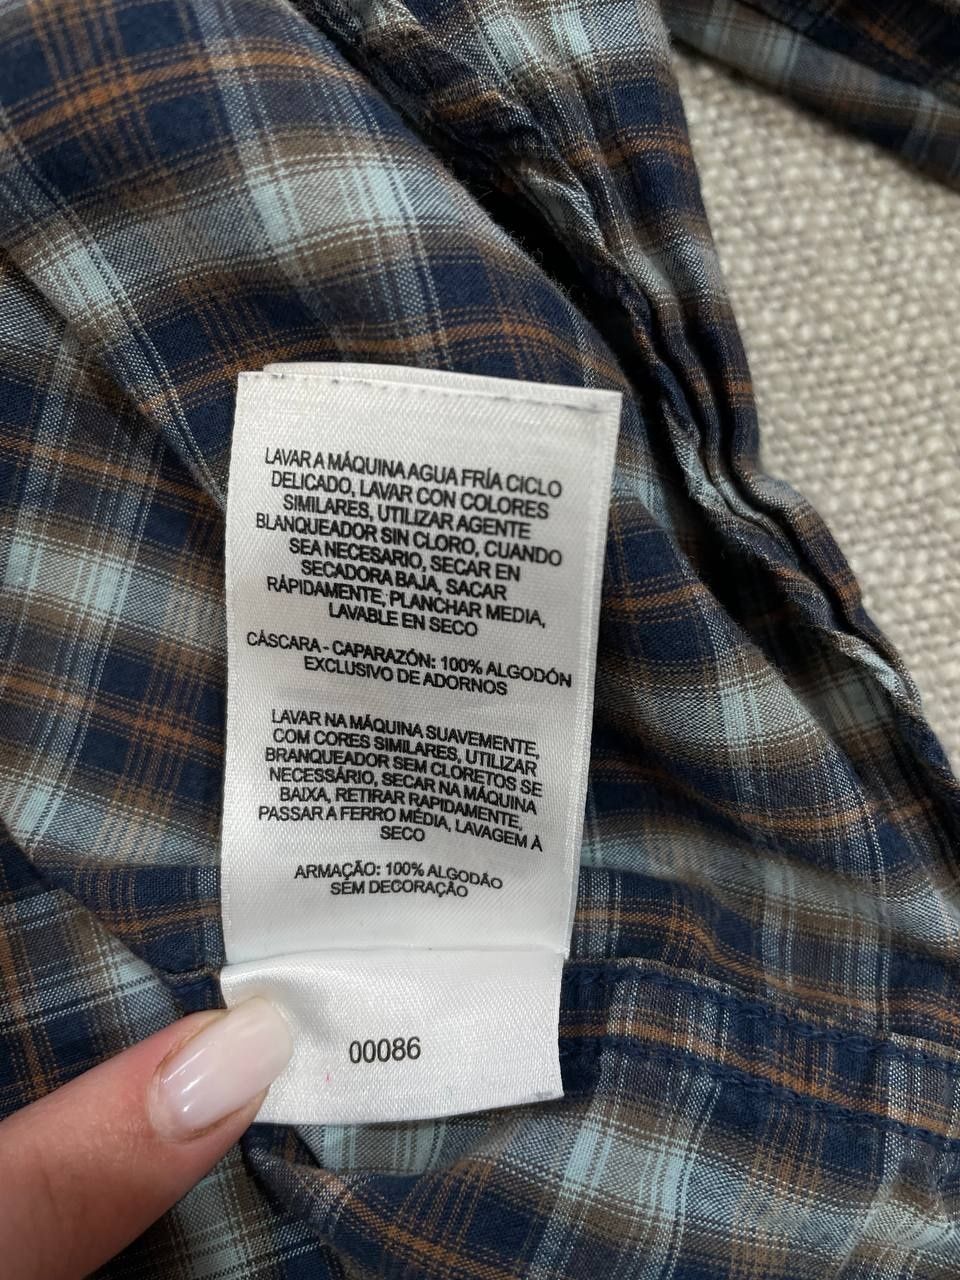 LAVAR A MÁQUINA AGUA FRÍA CICLO
DELICADO, LAVAR CON COLORES
SIMILARES, UTILIZAR AGENTE
BLANQUEADOR SIN CLORO, CUANDO
SEA NECESARIO, SECAR EN
SECADORA BAJA, SACAR
RÁPIDAMENTE, PLANCHAR MEDIA,
LAVABLE EN SECO
CÁSCARA - CAPARAZÓN: 100% ALGODÓN
EXCLUSIVO DE ADORNOS
LAVAR NA MÁQUINA SUAVEMENTE,
COM CORES SIMILARES, UTILIZAR
BRANQUEADOR SEM CLORETOS SE
NECESSÁRIO, SECAR NA MÁQUINA
BAIXA, RETIRAR RAPIDAMENTE,
PASSAR A FERRO MÉDIA, LAVAGEM À
SECO
ARMAÇÃO: 100% ALGODÃO
SEM DECORAÇÃO
00086